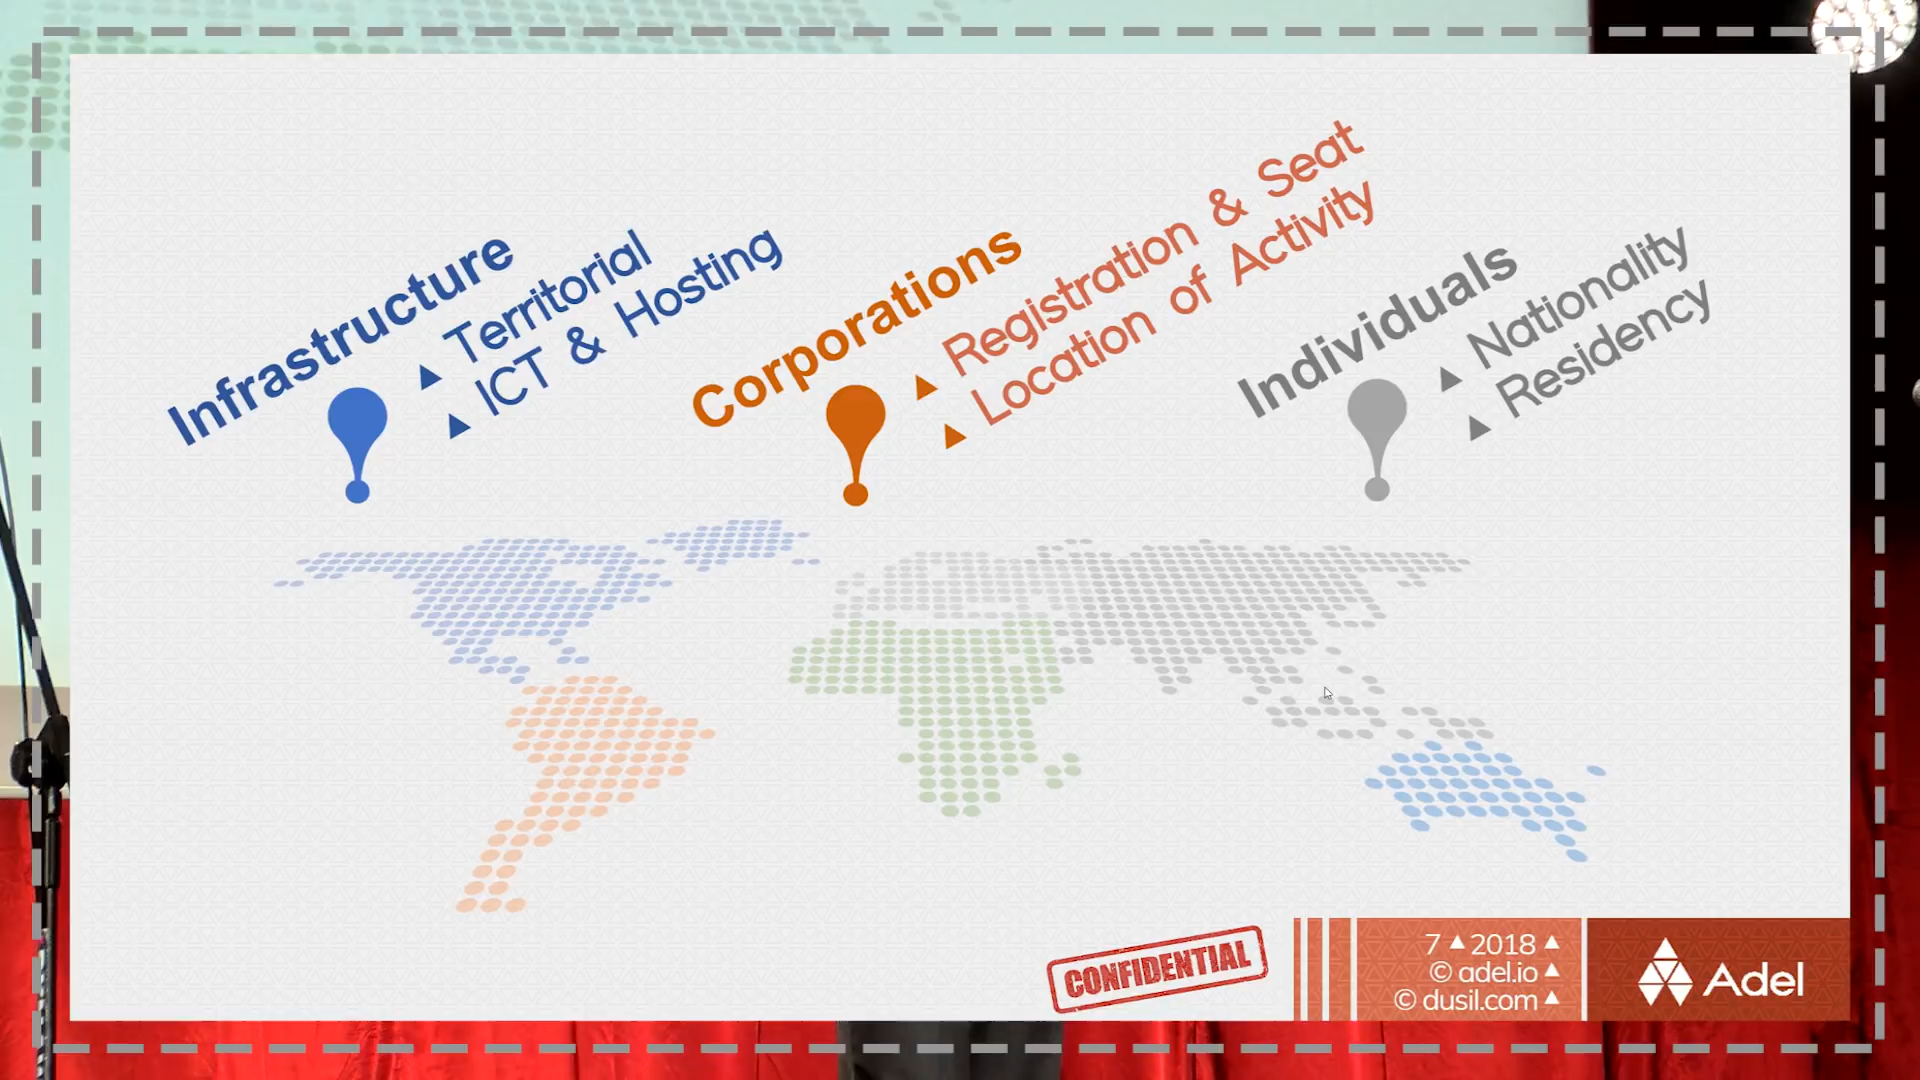 Infrastructure
Territorial
ICT & Hosting
Corporations
Registration & Seat
Location of Activity
Individuals
Nationality
Residency
CONFIDENTIAL
7 ▲ 2018 ▲
© adel.io ▲
© dusil.com ▲
Adel